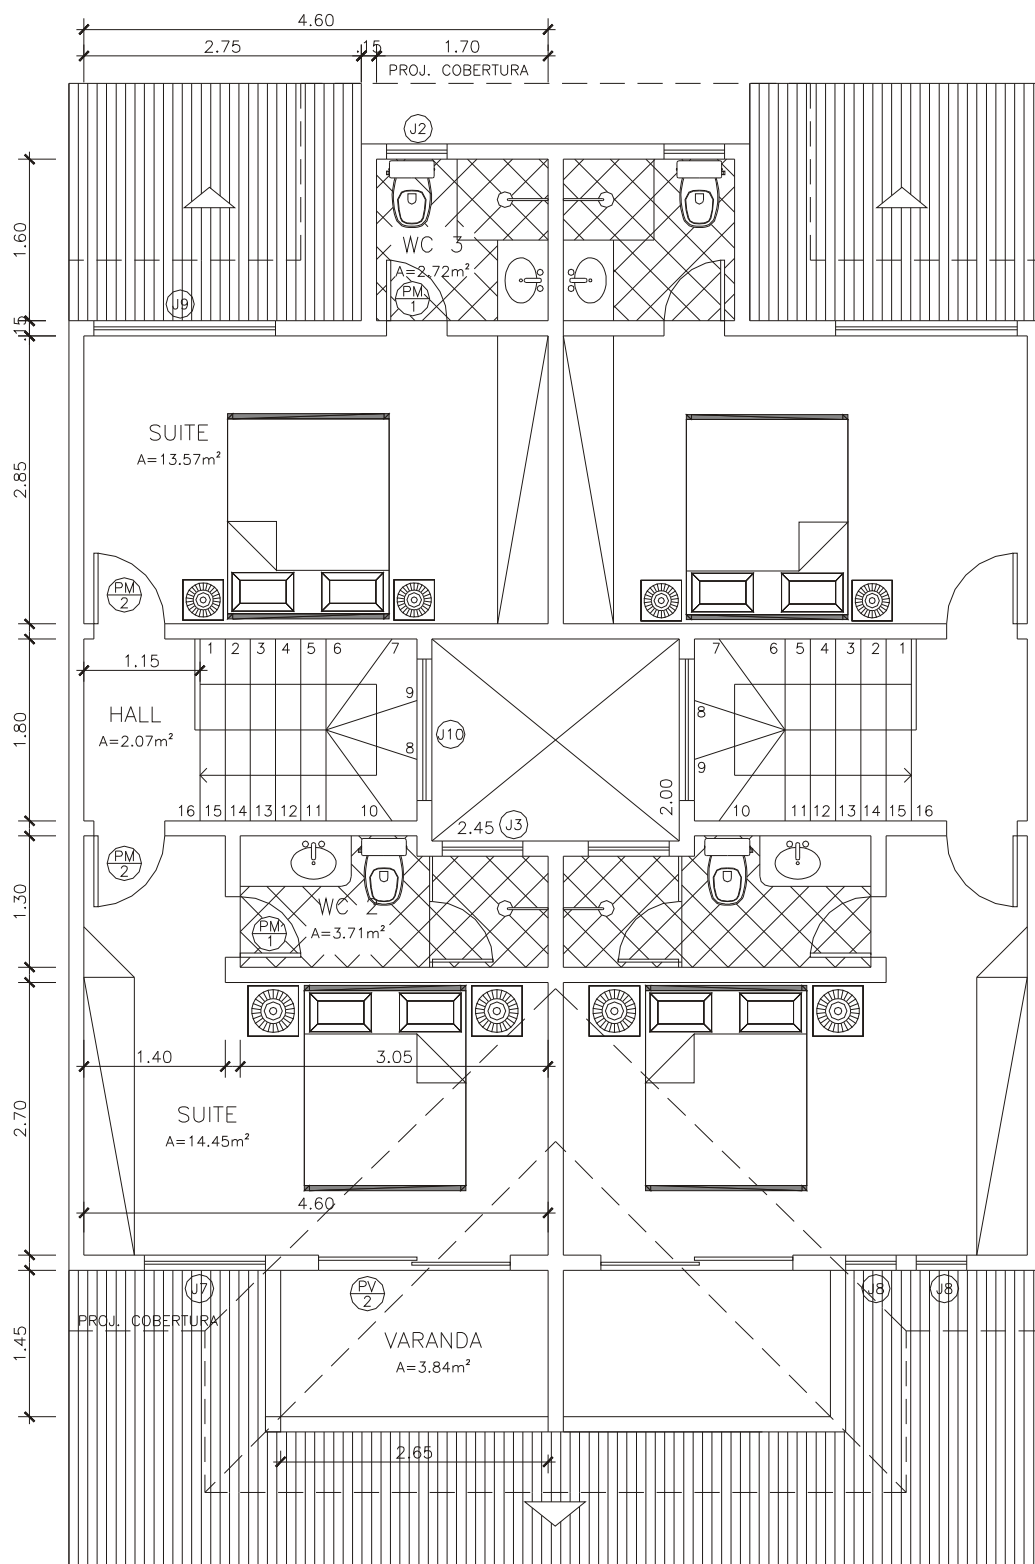 4.60
2.75
.15
1.70
PROJ. COBERTURA
J2
1.60
WC 3
A=2.72m²
PM
1
J9
.15
SUITE
A=13.57m²
2.85
PM
2
1 2 3 4 5 6 7
7 6 5 4 3 2 1
1.15
9
8
HALL
A=2.07m²
J10
1.80
8
9
2.00
16 15 14 13 12 11 10
10 11 12 13 14 15 16
2.45
J3
PM
2
1.30
WC 2
A=3.71m²
PM
1
1.40
3.05
2.70
SUITE
A=14.45m²
4.60
J7
PV
2
J8
J8
PROJ. COBERTURA
1.45
VARANDA
A=3.84m²
2.65